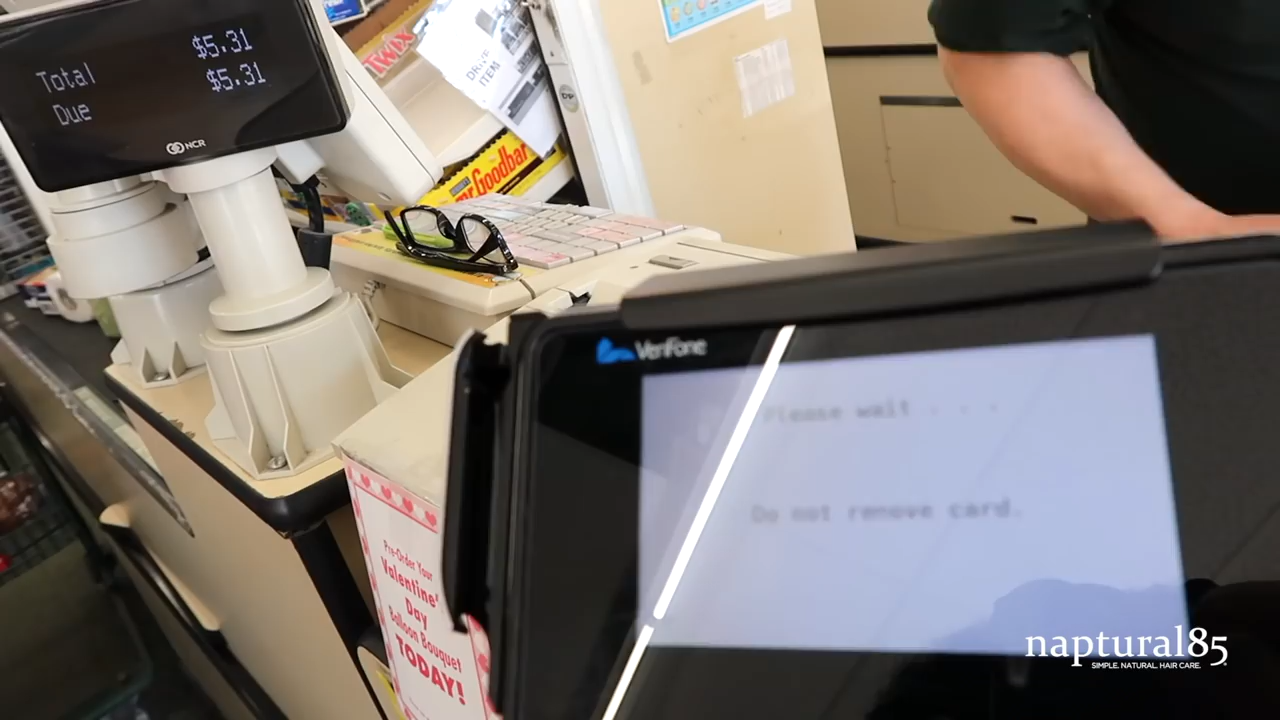 Total $5.31
Due $5.31
NCR
TWIX
DRIVE
ITEM
Mr.Goodbar
VeriFone
Please wait . . .
Do not remove card.
Pre-Order Your
Valentine'
Day
Balloon Bouquet
TODAY!
naptural85
SIMPLE. NATURAL. HAIR CARE.